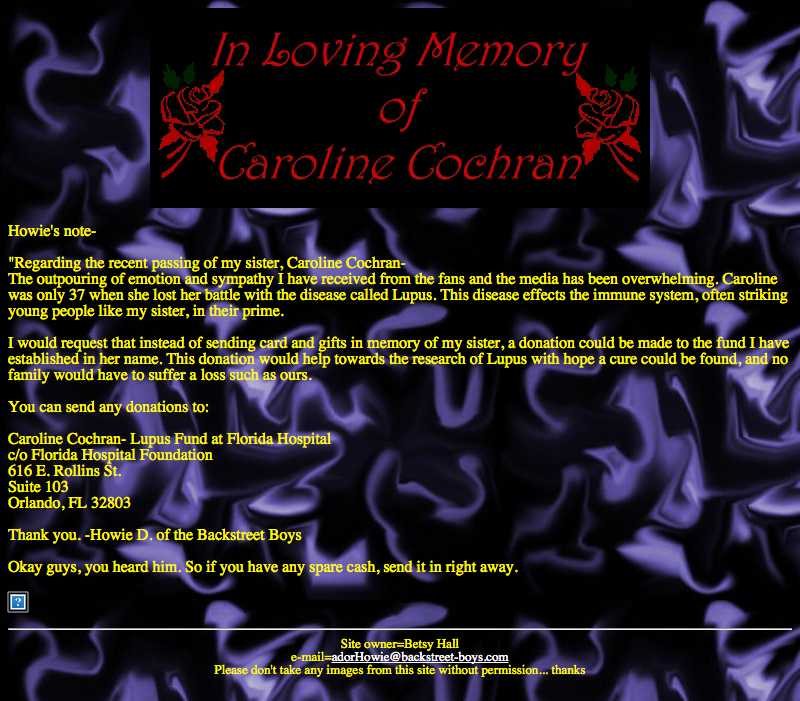 In Loving Memory
of
Caroline Cochran
Howie's note-
"Regarding the recent passing of my sister, Caroline Cochran-
The outpouring of emotion and sympathy I have received from the fans and the media has been overwhelming. Caroline
was only 37 when she lost her battle with the disease called Lupus. This disease effects the immune system, often striking
young people like my sister, in their prime.
I would request that instead of sending card and gifts in memory of my sister, a donation could be made to the fund I have
established in her name. This donation would help towards the research of Lupus with hope a cure could be found, and no
family would have to suffer a loss such as ours.
You can send any donations to:
Caroline Cochran- Lupus Fund at Florida Hospital
c/o Florida Hospital Foundation
616 E. Rollins St.
Suite 103
Orlando, FL 32803
Thank you. -Howie D. of the Backstreet Boys
Okay guys, you heard him. So if you have any spare cash, send it in right away.
Site owner=Betsy Hall
e-mail=adorHowie@backstreet-boys.com
Please don't take any images from this site without permission... thanks